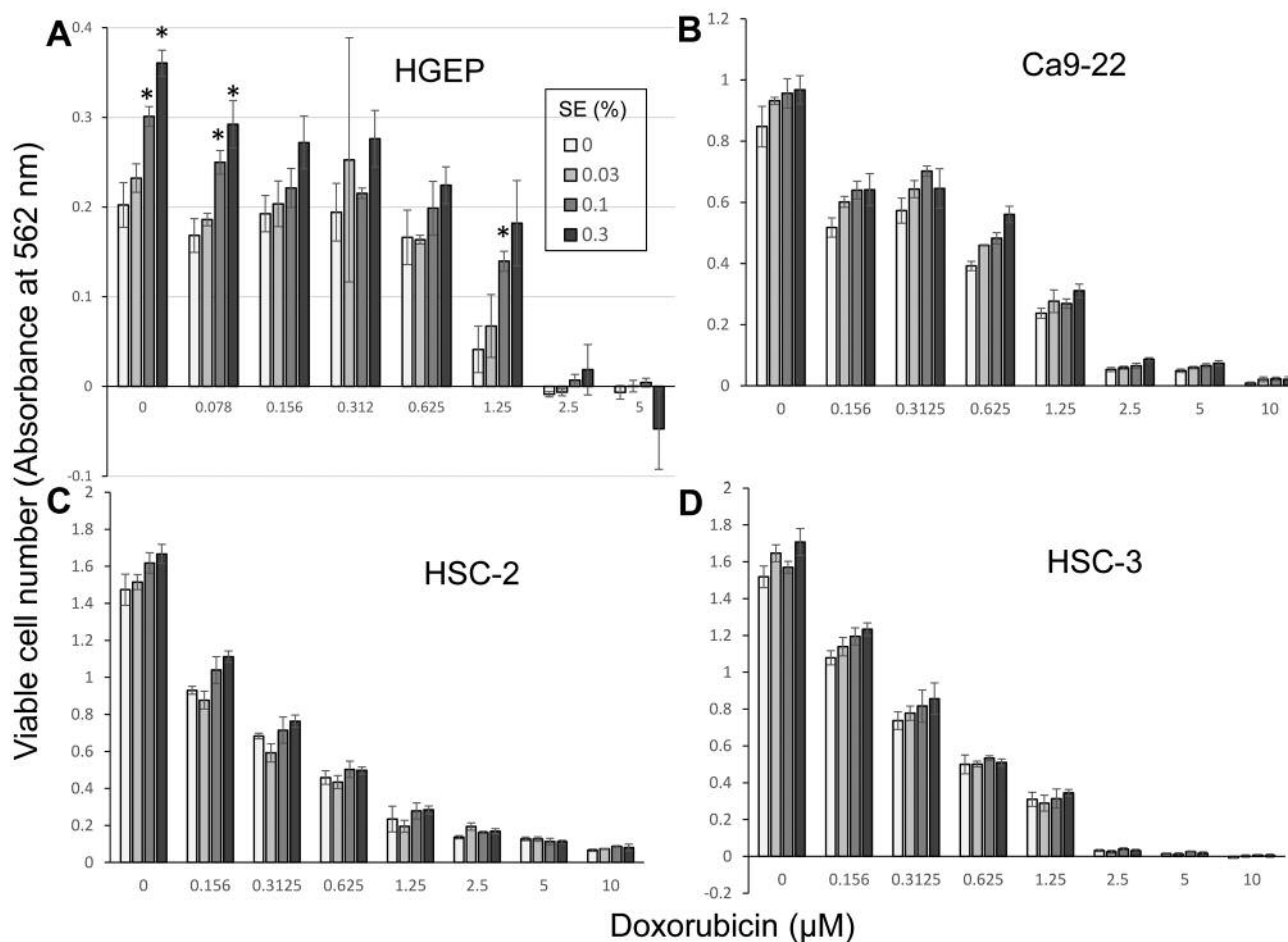 Viable cell number (Absorbance at 562 nm)
A
HGEP
0.4
0.3
0.2
0.1
0
-0.1
* * * * *
SE (%)
0
0.03
0.1
0.3
0 0.078 0.156 0.312 0.625 1.25 2.5 5
B
Ca9-22
1.2
1
0.8
0.6
0.4
0.2
0
0 0.156 0.3125 0.625 1.25 2.5 5 10
C
HSC-2
2
1.8
1.6
1.4
1.2
1
0.8
0.6
0.4
0.2
0
0 0.156 0.3125 0.625 1.25 2.5 5 10
D
HSC-3
2
1.8
1.6
1.4
1.2
1
0.8
0.6
0.4
0.2
0
-0.2
0 0.156 0.3125 0.625 1.25 2.5 5 10
Doxorubicin (µM)